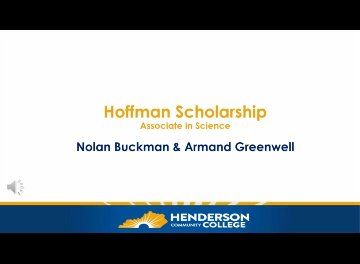 Hoffman Scholarship
Associate in Science
Nolan Buckman & Armand Greenwell
HENDERSON
COMMUNITY COLLEGE